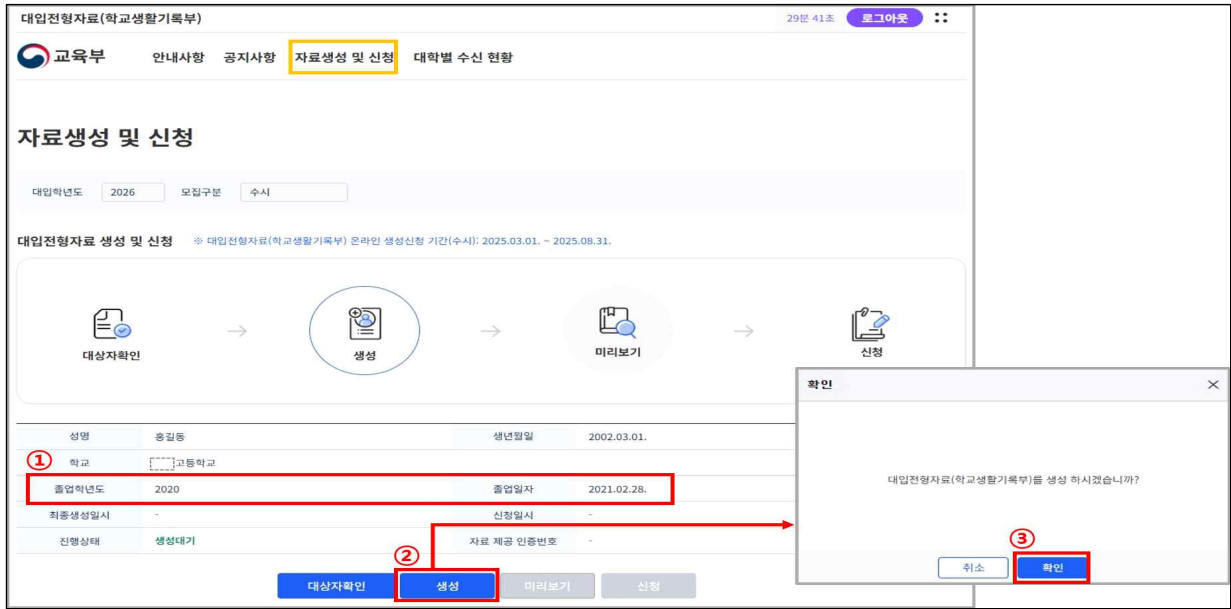 대입전형자료(학교생활기록부) 29분 41초 로그아웃
교육부 안내사항 공지사항 자료생성 및 신청 대학별 수신 현황
자료생성 및 신청
대입학년도 2026 모집구분 수시
대입전형자료 생성 및 신청 ※ 대입전형자료(학교생활기록부) 온라인 생성신청 기간(수시): 2025.03.01. ~ 2025.08.31.
대상자확인 → 생성 → 미리보기 → 신청
성명 홍길동 생년월일 2002.03.01.
① 학교 고등학교
졸업학년도 2020 졸업일자 2021.02.28.
최종생성일시 - 신청일시 -
진행상태 생성대기 자료 제공 인증번호 -
②
대상자확인 생성 미리보기 신청
확인 ×
대입전형자료(학교생활기록부)를 생성 하시겠습니까?
③
취소 확인